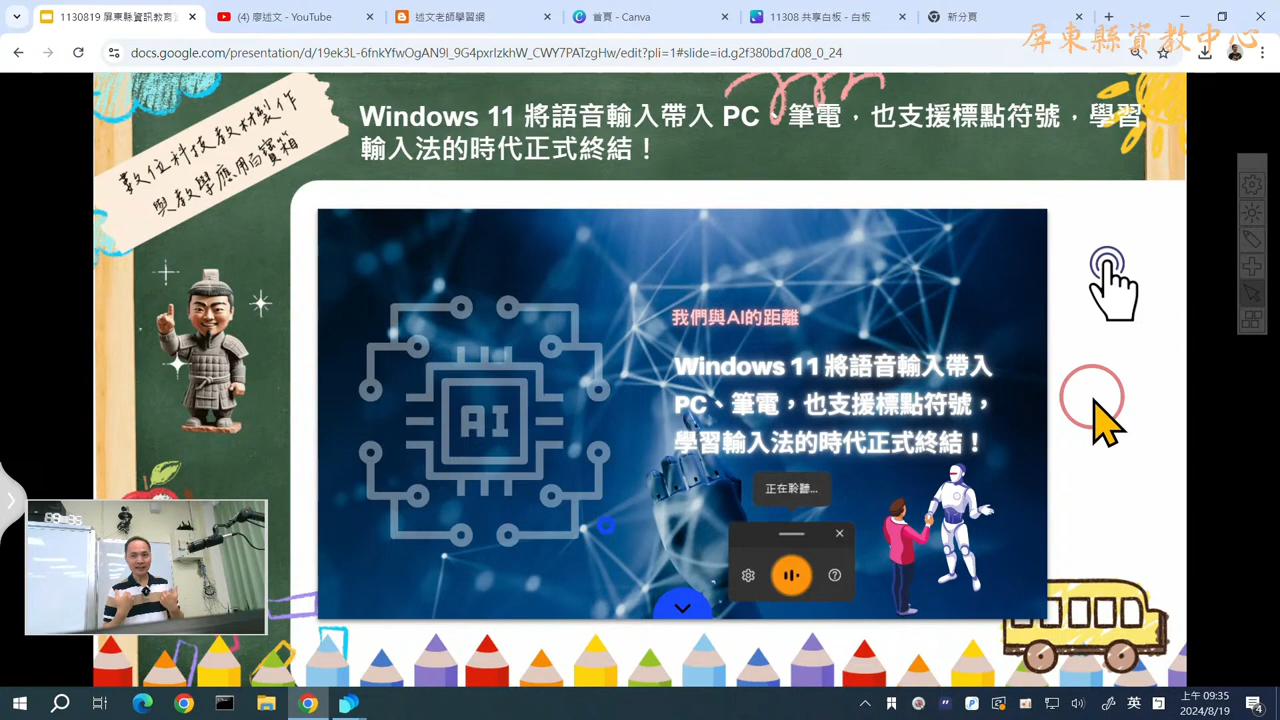 1130819 屏東縣資訊教育
(4) 廖述文 - YouTube
述文老師學習處
首頁 - Canva
11308 共享白板 - 白板
新分頁
屏東縣資教中心
docs.google.com/presentation/d/
/edit?pli=1#slide=id.g2f380bd7d08_0_24
數位科技教材製作
與教學應用百寶箱
Windows 11 將語音輸入帶入 PC、筆電，也支援標點符號，學習
輸入法的時代正式終結！
我們與AI的距離
Windows 11 將語音輸入帶入
PC、筆電，也支援標點符號，
學習輸入法的時代正式終結！
AI
正在聆聽...
09:35
英
上午 09:35
2024/8/19
4